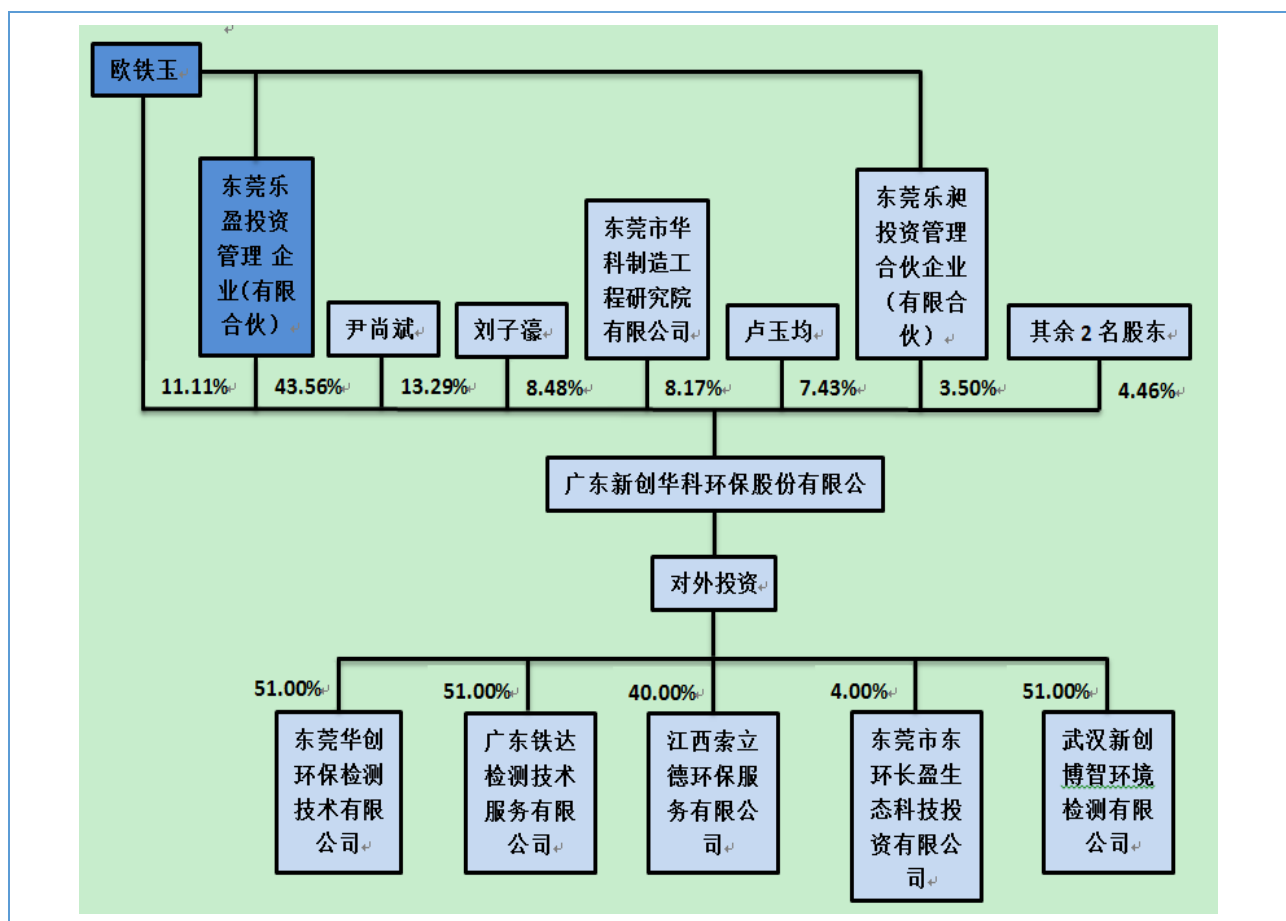 欧铁玉
东莞乐
盈投资
管理 企
业(有限
合伙）
尹尚斌
刘子濠
东莞市华
科制造工
程研究院
有限公司
卢玉均
东莞乐昶
投资管理
合伙企业
（有限合
伙）
其余 2 名股东
11.11%
43.56%
13.29%
8.48%
8.17%
7.43%
3.50%
4.46%
广东新创华科环保股份有限公
对外投资
51.00%
51.00%
40.00%
4.00%
51.00%
东莞华创
环保检测
技术有限
公司
广东铁达
检测技术
服务有限
公司
江西索立
德环保服
务有限公
司
东莞市东
环长盈生
态科技投
资有限公
司
武汉新创
博智环境
检测有限
公司